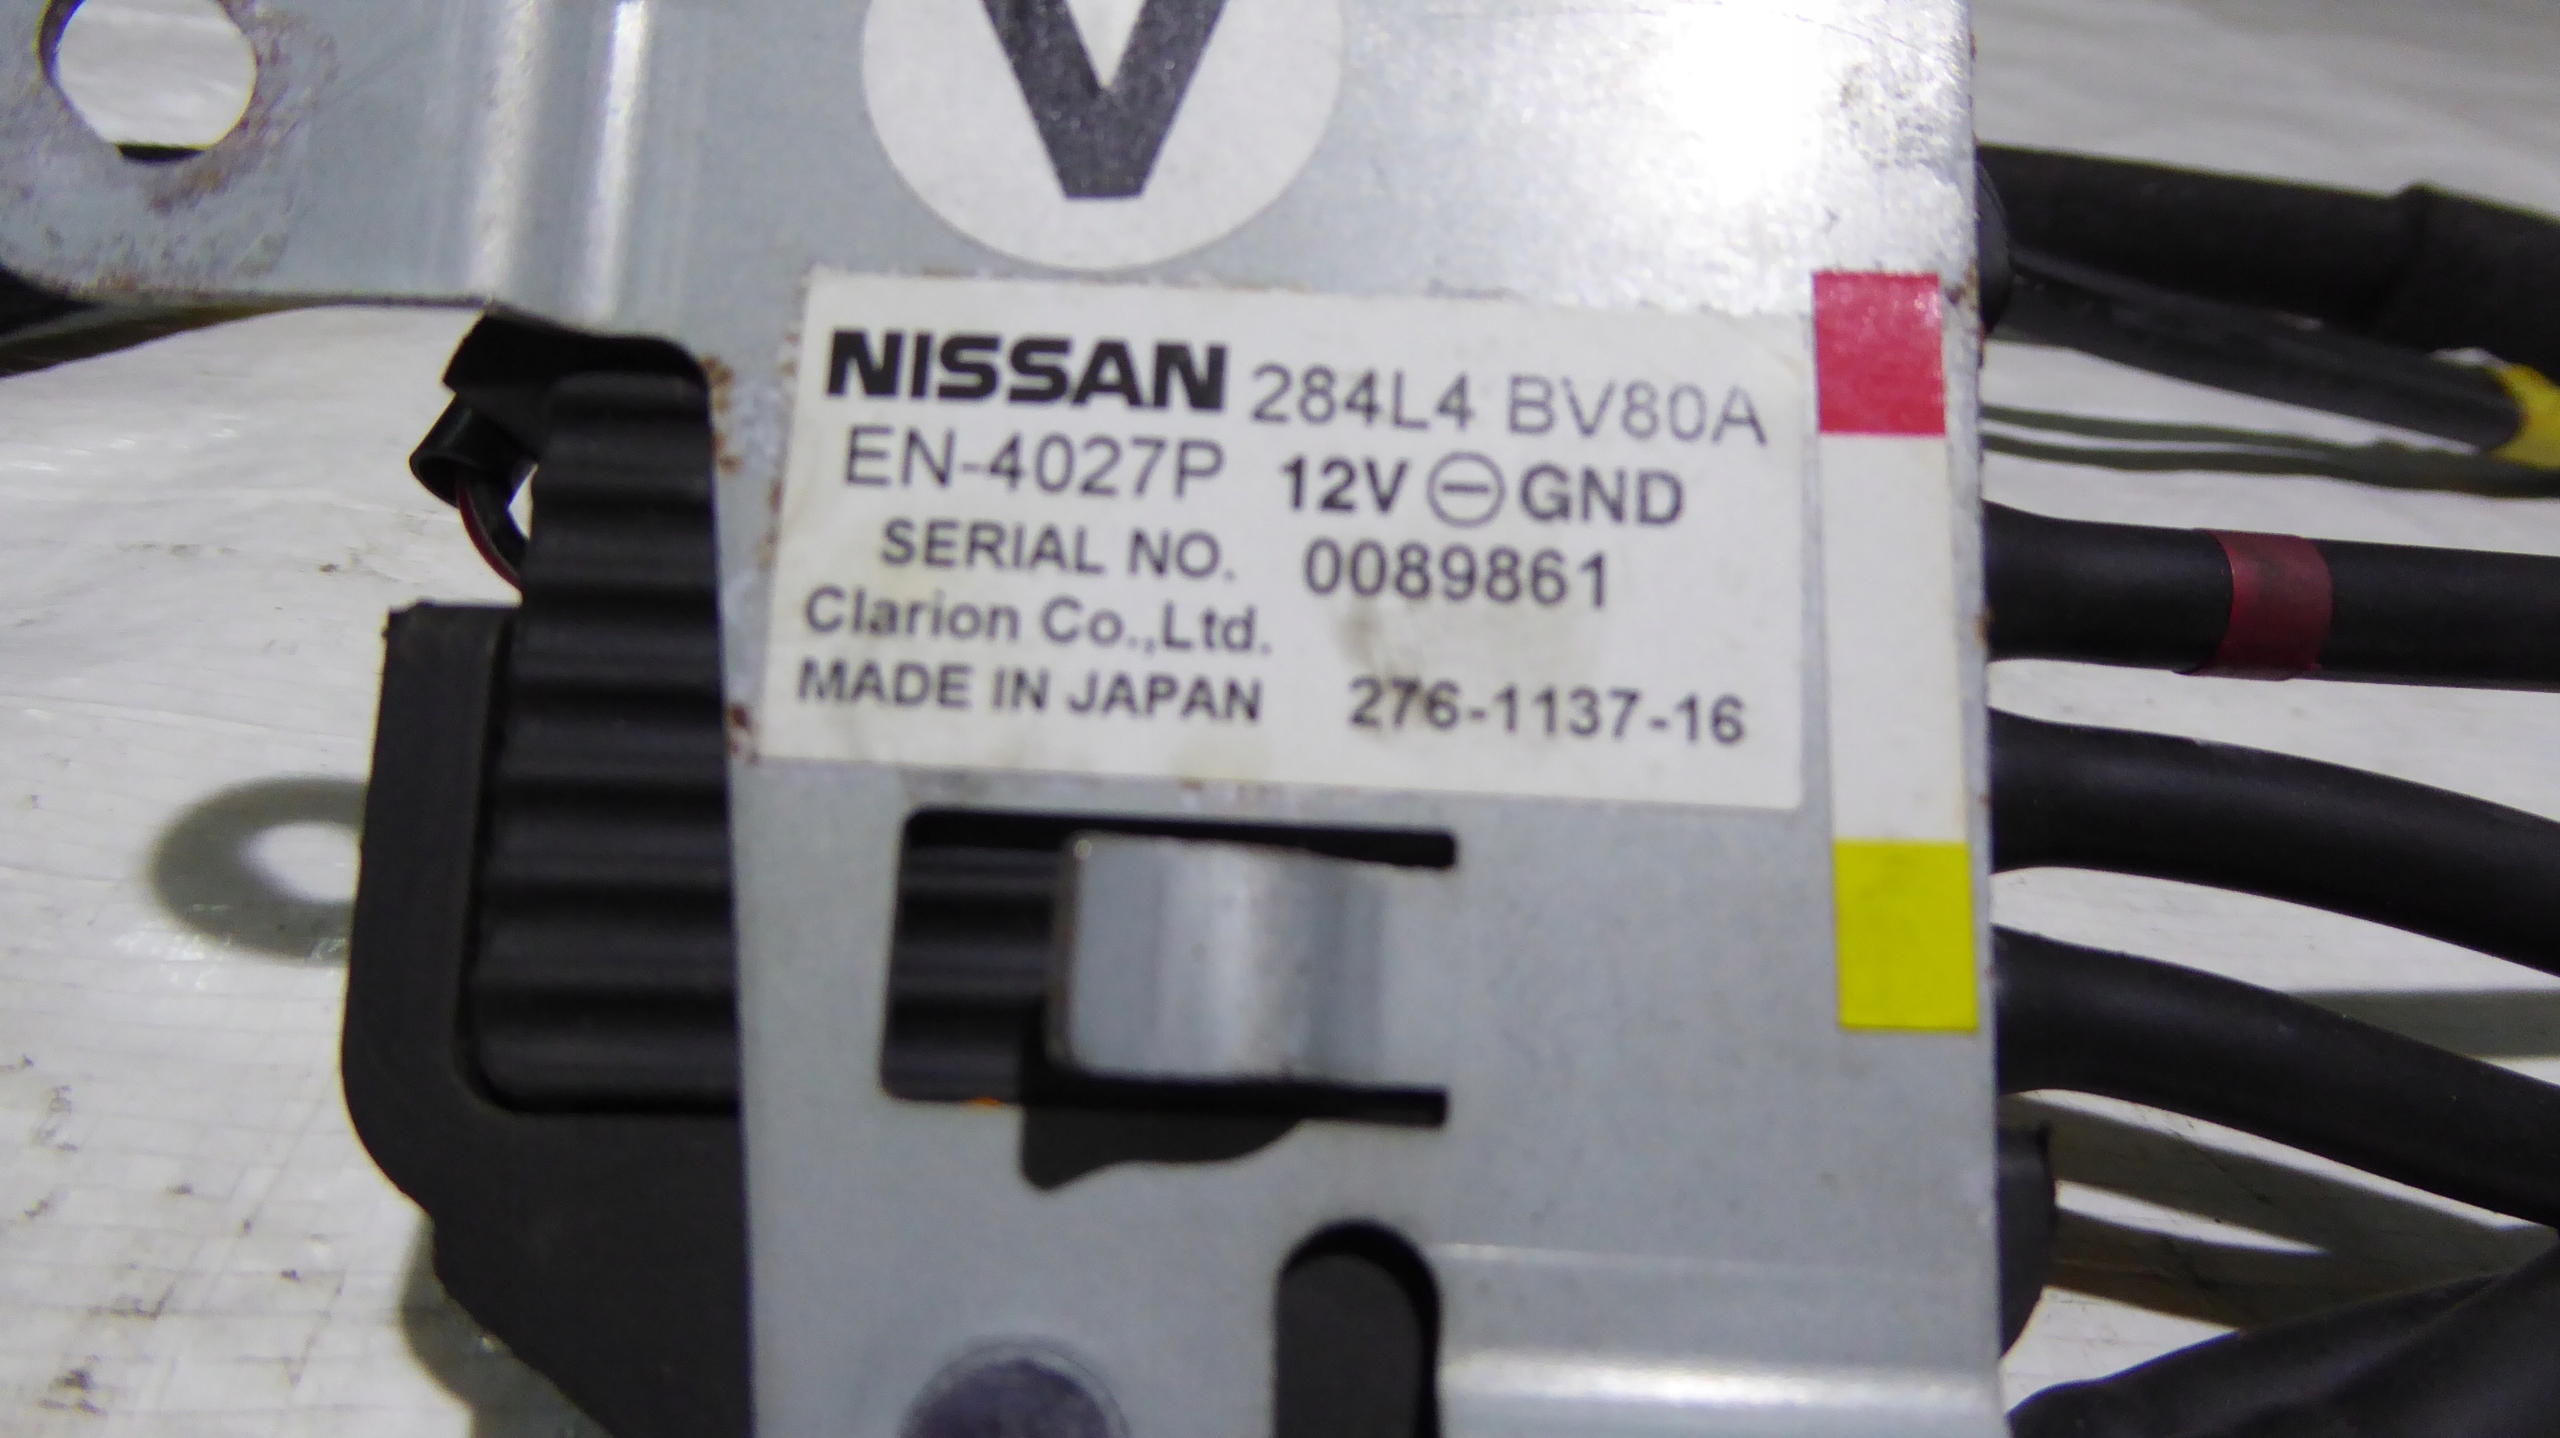 V
NISSAN 284L4 BV80A
EN-4027P 12V ⊖ GND
SERIAL NO. 0089861
Clarion Co.,Ltd.
MADE IN JAPAN 276-1137-16